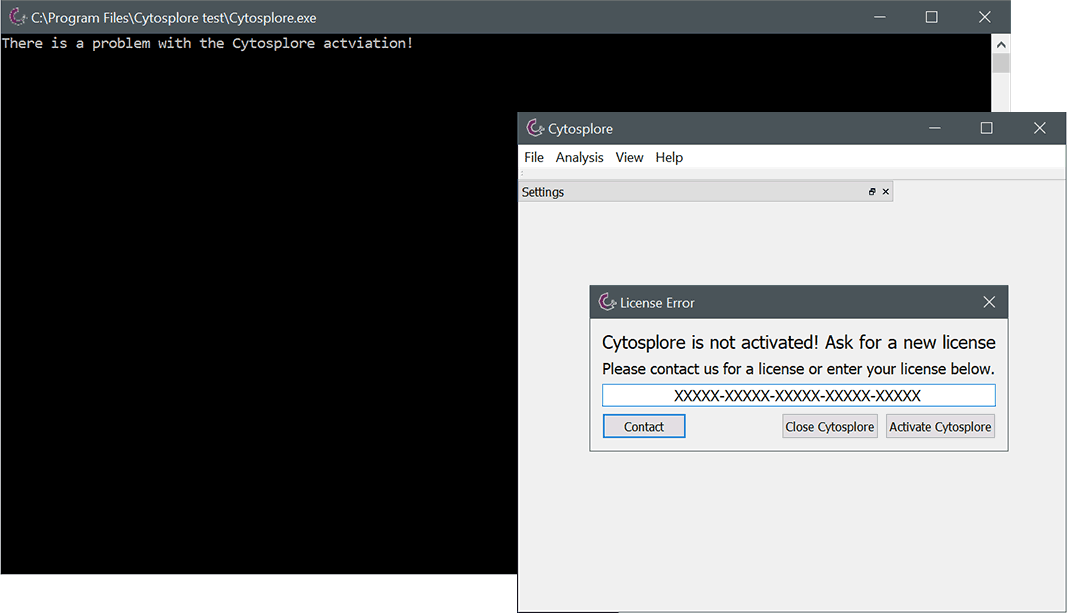 C:\Program Files\Cytosplore test\Cytosplore.exe
There is a problem with the Cytosplore actviation!
Cytosplore
File Analysis View Help
Settings
License Error
Cytosplore is not activated! Ask for a new license
Please contact us for a license or enter your license below.
XXXXX-XXXXX-XXXXX-XXXXX-XXXXX
Contact Close Cytosplore Activate Cytosplore